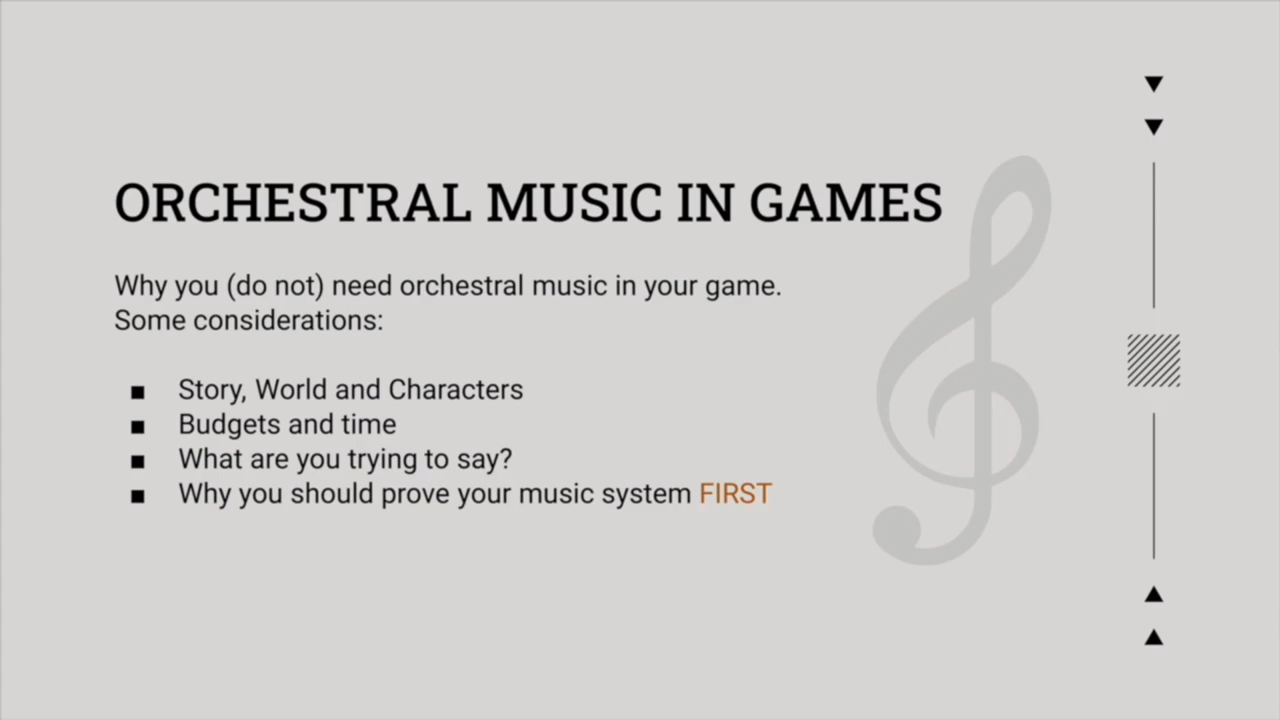 ORCHESTRAL MUSIC IN GAMES
Why you (do not) need orchestral music in your game.
Some considerations:
■ Story, World and Characters
■ Budgets and time
■ What are you trying to say?
■ Why you should prove your music system FIRST